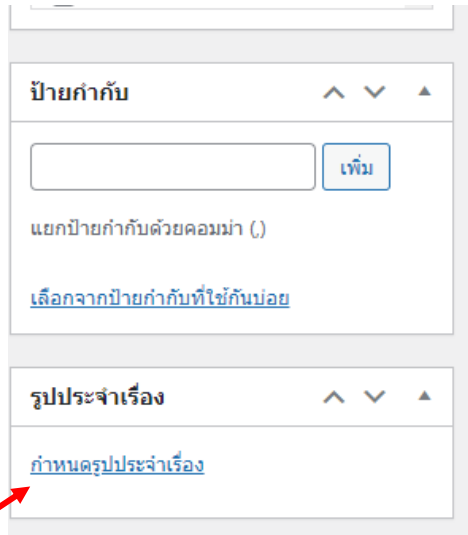 ป้ายกำกับ
เพิ่ม
แยกป้ายกำกับด้วยคอมม่า (,)
เลือกจากป้ายกำกับที่ใช้กันบ่อย
รูปประจำเรื่อง
กำหนดรูปประจำเรื่อง